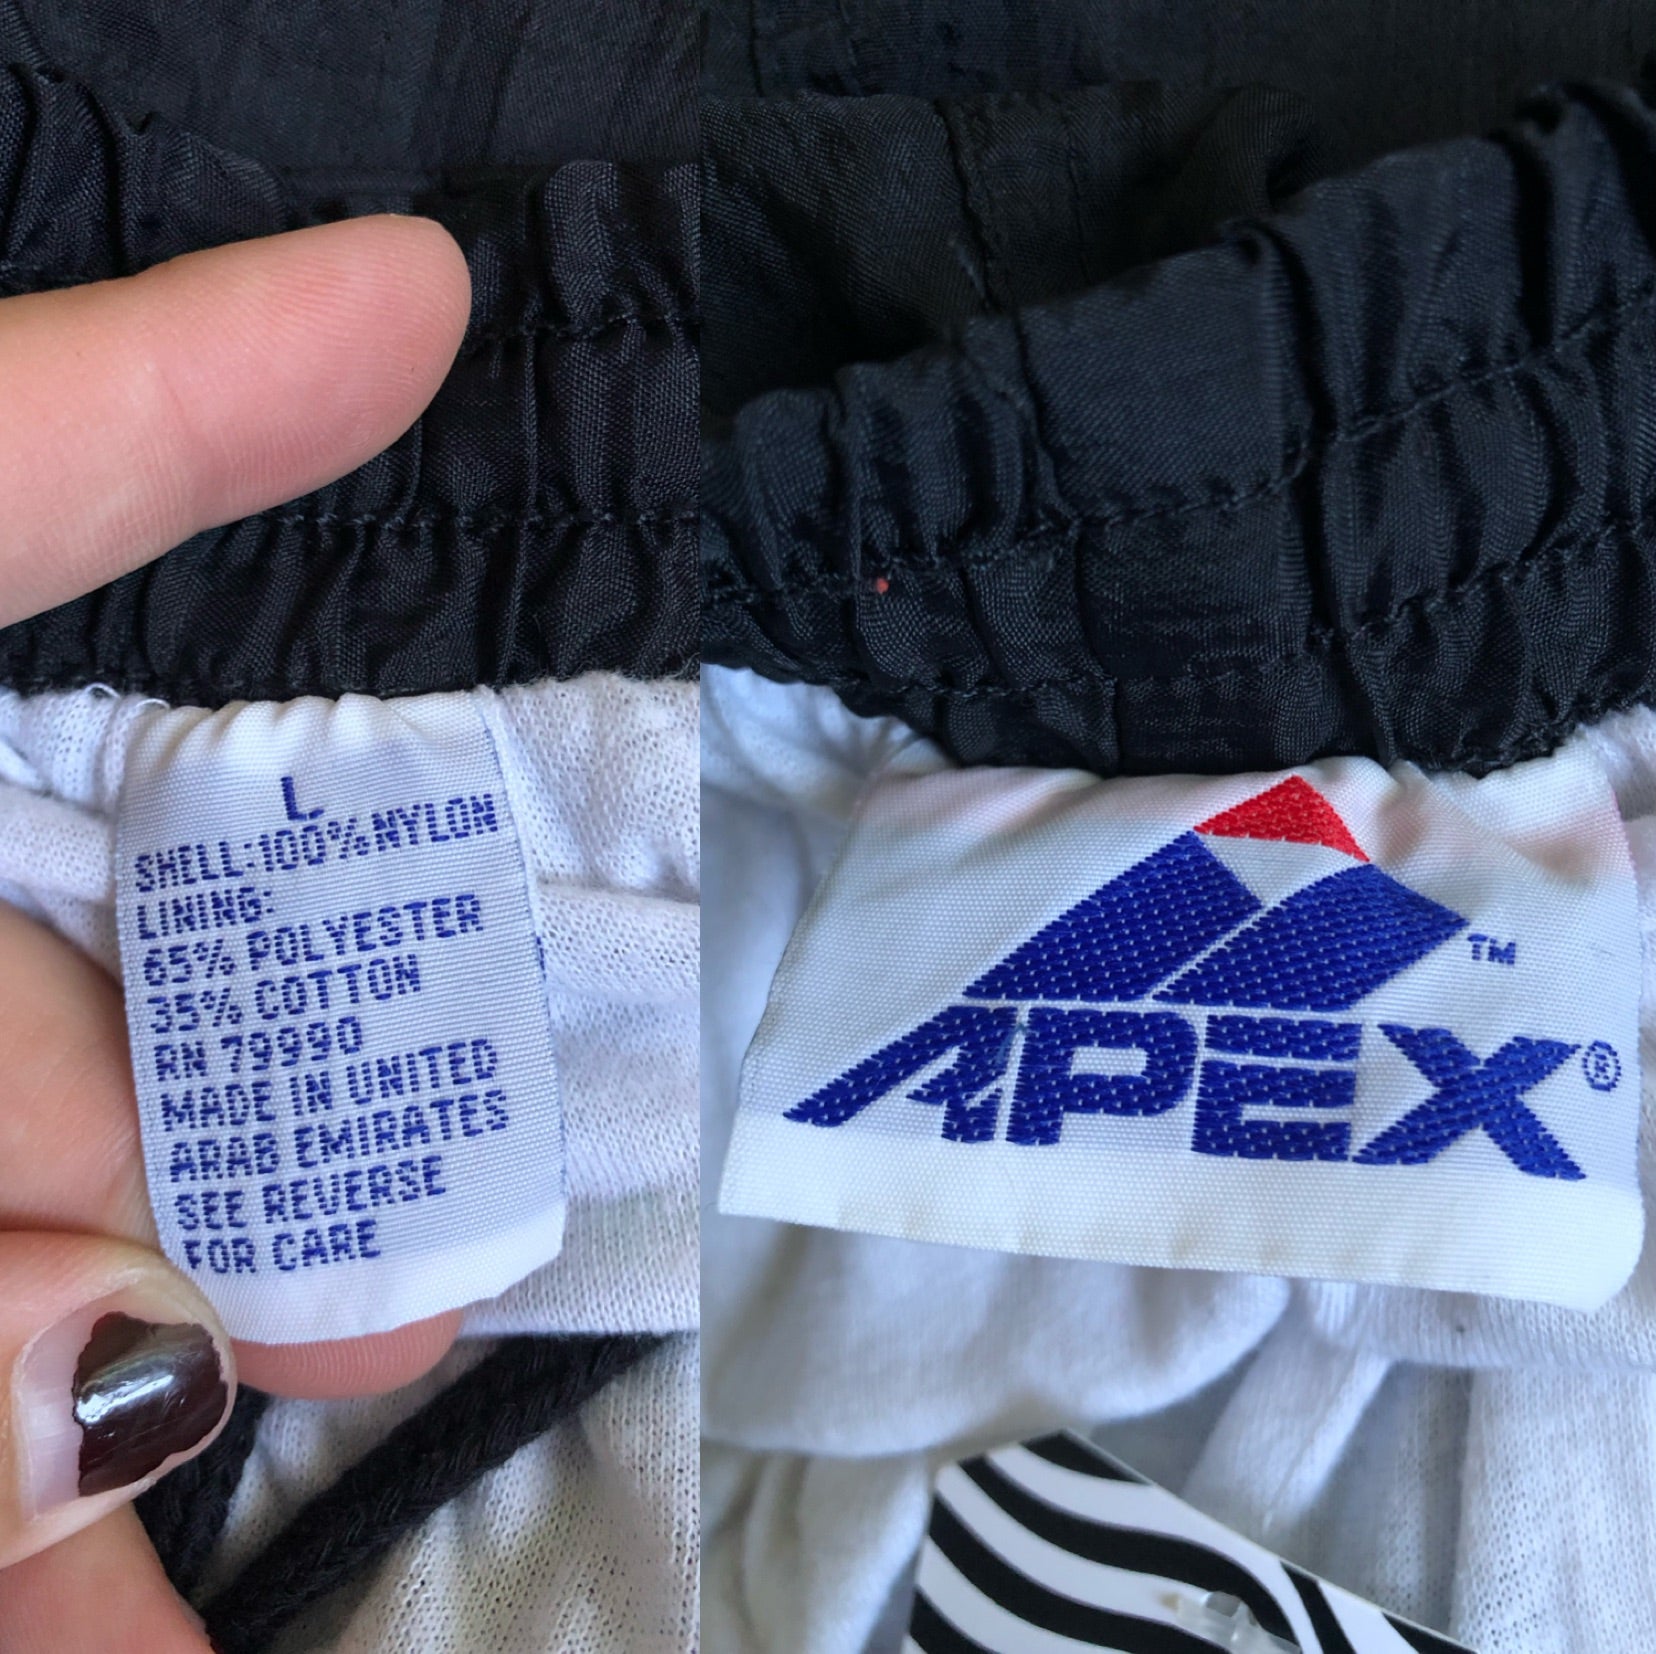 L
SHELL:100% NYLON
LINING:
65% POLYESTER
35% COTTON
RN 79990
MADE IN UNITED
ARAB EMIRATES
SEE REVERSE
FOR CARE
TM
APEX®